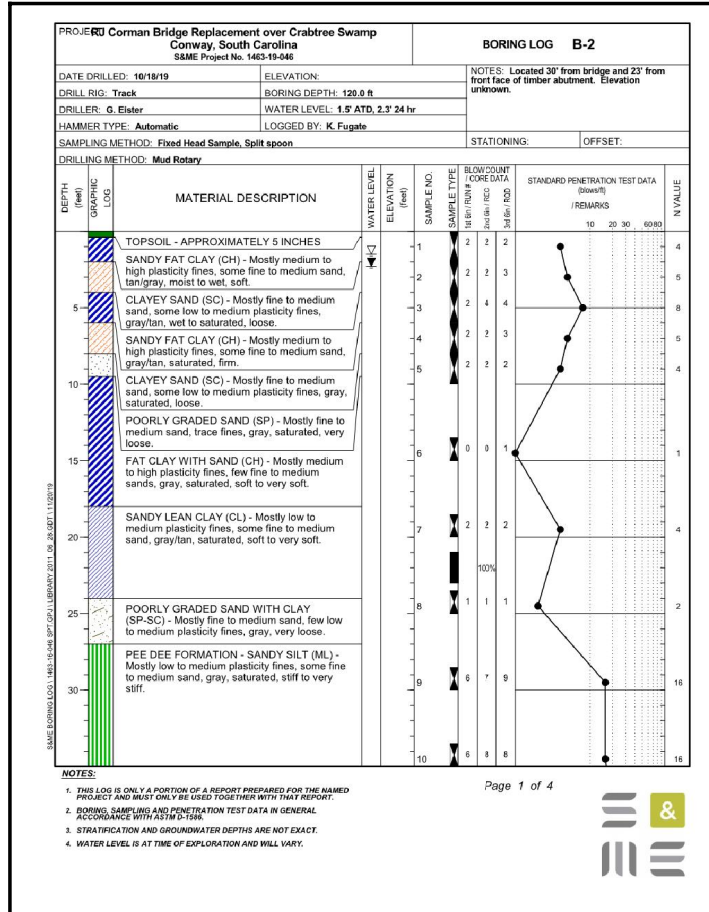 PROJECT: RJ Corman Bridge Replacement over Crabtree Swamp
Conway, South Carolina
S&ME Project No. 1463-19-046
BORING LOG B-2
DATE DRILLED: 10/18/19
ELEVATION:
NOTES: Located 30' from bridge and 23' from
front face of timber abutment. Elevation
unknown.
DRILL RIG: Track
BORING DEPTH: 120.0 ft
DRILLER: G. Eister
WATER LEVEL: 1.5' ATD, 2.3' 24 hr
HAMMER TYPE: Automatic
LOGGED BY: K. Fugate
SAMPLING METHOD: Fixed Head Sample, Split spoon
STATIONING:
OFFSET:
DRILLING METHOD: Mud Rotary
DEPTH
(feet)
GRAPHIC
LOG
MATERIAL DESCRIPTION
WATER LEVEL
ELEVATION
(feet)
SAMPLE NO.
SAMPLE TYPE
BLOW COUNT
/ CORE DATA
1st 6in / RUN #
2nd 6in / REC
3rd 6in / RQD
STANDARD PENETRATION TEST DATA
(blows/ft)
/ REMARKS
10 20 30 60 80
N VALUE
TOPSOIL - APPROXIMATELY 5 INCHES
1 2 2 2 4
SANDY FAT CLAY (CH) - Mostly medium to
high plasticity fines, some fine to medium sand,
tan/gray, moist to wet, soft.
2 2 2 3 5
CLAYEY SAND (SC) - Mostly fine to medium
sand, some low to medium plasticity fines,
gray/tan, wet to saturated, loose.
5
3 2 4 4 8
SANDY FAT CLAY (CH) - Mostly medium to
high plasticity fines, some fine to medium sand,
gray/tan, saturated, firm.
4 2 2 3 5
5 2 2 2 4
CLAYEY SAND (SC) - Mostly fine to medium
sand, some low to medium plasticity fines, gray,
saturated, loose.
10
POORLY GRADED SAND (SP) - Mostly fine to
medium sand, trace fines, gray, saturated, very
loose.
6 0 0 1 1
FAT CLAY WITH SAND (CH) - Mostly medium
to high plasticity fines, few fine to medium
sands, gray, saturated, soft to very soft.
15
SANDY LEAN CLAY (CL) - Mostly low to
medium plasticity fines, some fine to medium
sand, gray/tan, saturated, soft to very soft.
7 2 2 2 4
20
100%
POORLY GRADED SAND WITH CLAY
(SP-SC) - Mostly fine to medium sand, few low
to medium plasticity fines, gray, very loose.
25
8 1 1 1 2
PEE DEE FORMATION - SANDY SILT (ML) -
Mostly low to medium plasticity fines, some fine
to medium sand, gray, saturated, stiff to very
stiff.
30
9 6 7 9 16
10 6 8 8 16
S&ME BORING LOG \ 1463-19-046 SPT.GPJ \ LIBRARY 2011_06_28.GDT \ 11/20/19
NOTES:
1. THIS LOG IS ONLY A PORTION OF A REPORT PREPARED FOR THE NAMED
PROJECT AND MUST ONLY BE USED TOGETHER WITH THAT REPORT.
2. BORING, SAMPLING AND PENETRATION TEST DATA IN GENERAL
ACCORDANCE WITH ASTM D-1586.
3. STRATIFICATION AND GROUNDWATER DEPTHS ARE NOT EXACT.
4. WATER LEVEL IS AT TIME OF EXPLORATION AND WILL VARY.
Page 1 of 4
S&ME